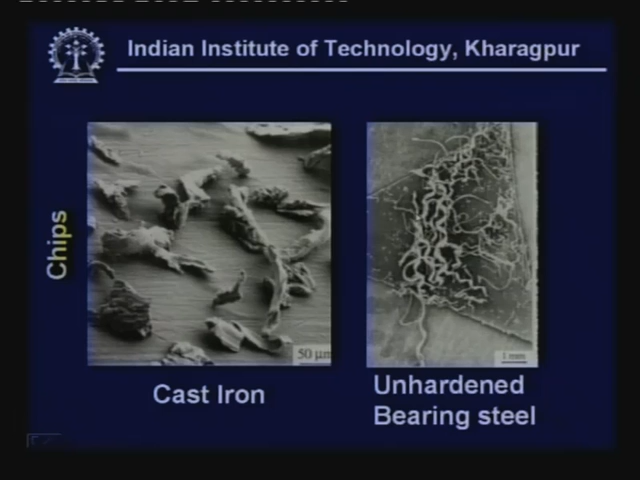 Indian Institute of Technology, Kharagpur
Chips
50 µm
1 mm
Cast Iron
Unhardened
Bearing steel